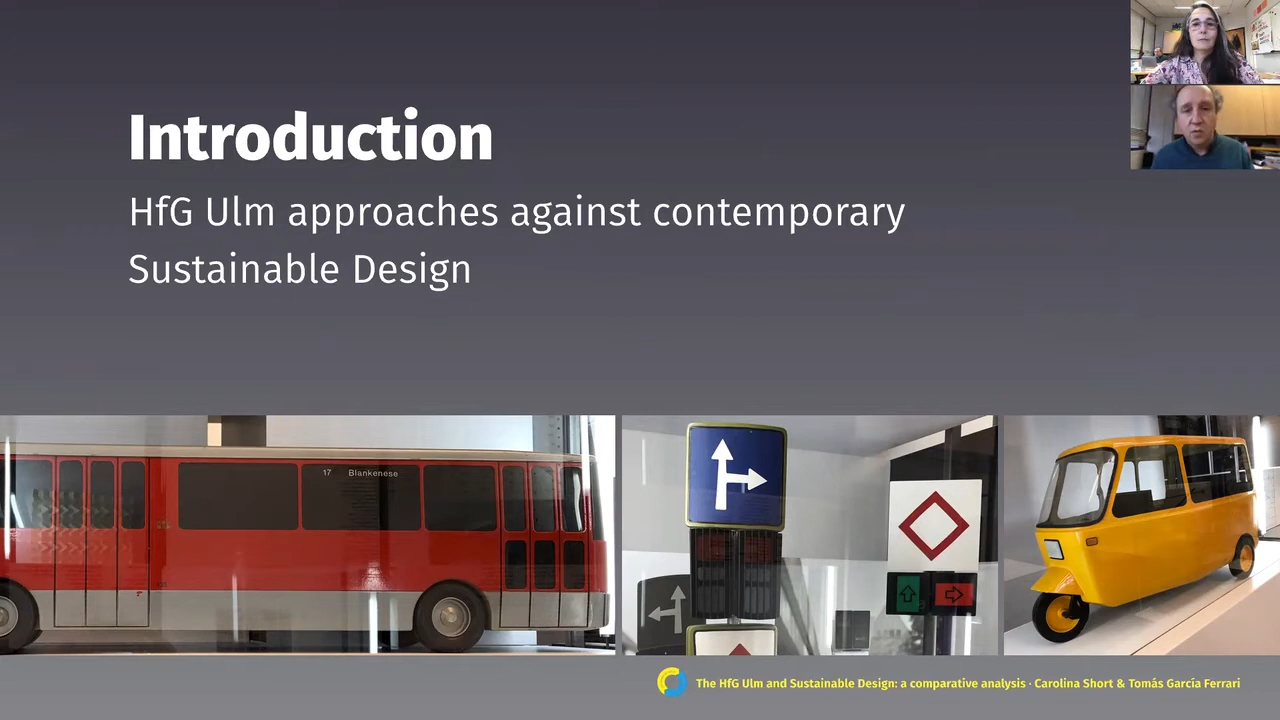 Introduction
HfG Ulm approaches against contemporary
Sustainable Design
17 Blankenese
The HfG Ulm and Sustainable Design: a comparative analysis · Carolina Short & Tomás García Ferrari